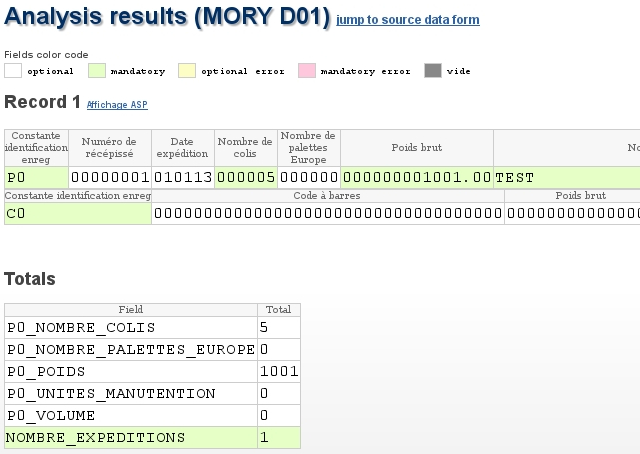 Analysis results (MORY D01) jump to source data form
Fields color code
optional mandatory optional error mandatory error vide
Record 1 Affichage ASP
Constante identification enreg Numéro de récépissé Date expédition Nombre de colis Nombre de palettes Europe Poids brut No
P0 00000001 010113 000005 000000 000000001001.00 TEST
Constante identification enreg Code à barres Poids brut
C0 00000000000000000000000000000000000 0000000000000
Totals
Field Total
P0_NOMBRE_COLIS 5
P0_NOMBRE_PALETTES_EUROPE 0
P0_POIDS 1001
P0_UNITES_MANUTENTION 0
P0_VOLUME 0
NOMBRE_EXPEDITIONS 1